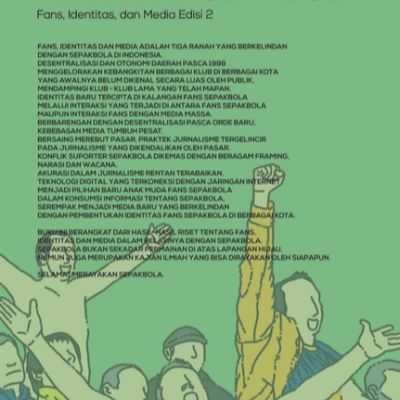 Fans, Identitas, dan Media Edisi 2
FANS, IDENTITAS DAN MEDIA ADALAH TIGA RANAH YANG BERKELINDAN
DENGAN SEPAKBOLA DI INDONESIA.
DESENTRALISASI DAN OTONOMI DAERAH PASCA 1998
MENGGELORAKAN KEBANGKITAN BERBAGAI KLUB DI BERBAGAI KOTA
YANG AWALNYA BELUM DIKENAL SECARA LUAS OLEH PUBLIK,
MENDAMPINGI KLUB - KLUB LAMA YANG TELAH MAPAN.
IDENTITAS BARU TERCIPTA DI KALANGAN FANS SEPAKBOLA
MELALUI INTERAKSI YANG TERJADI DI ANTARA FANS SEPAKBOLA
MAUPUN INTERAKSI FANS DENGAN MEDIA MASSA.
BERBARENGAN DENGAN DESENTRALISASI PASCA ORDE BARU,
KEBEBASAN MEDIA TUMBUH PESAT.
BERSAING MEREBUT PASAR, PRAKTEK JURNALISME TERGELINCIR
PADA JURNALISME YANG DIKENDALIKAN OLEH PASAR.
KONFLIK SUPORTER SEPAKBOLA DIKEMAS DENGAN BERAGAM FRAMING,
NARASI DAN WACANA.
AKURASI DALAM JURNALISME RENTAN TERABAIKAN.
TEKNOLOGI DIGITAL YANG TERKONEKSI DENGAN JARINGAN INTERNET
MENJADI PILIHAN BARU ANAK MUDA FANS SEPAKBOLA
DALAM KONSUMSI INFORMASI TENTANG SEPAKBOLA.
SEREMPAK MENJADI MEDIA BARU YANG BERKELINDAN
DENGAN PEMBENTUKAN IDENTITAS FANS SEPAKBOLA DI BERBAGAI KOTA.
BUKU INI BERANGKAT DARI HASIL-HASIL RISET TENTANG FANS,
IDENTITAS DAN MEDIA DALAM RELASINYA DENGAN SEPAKBOLA.
SEPAKBOLA BUKAN SEKADAR PERMAINAN DI ATAS LAPANGAN HIJAU,
NAMUN JUGA MERUPAKAN KAJIAN ILMIAH YANG BISA DIRAYAKAN OLEH SIAPAPUN.
SELAMAT MERAYAKAN SEPAKBOLA.